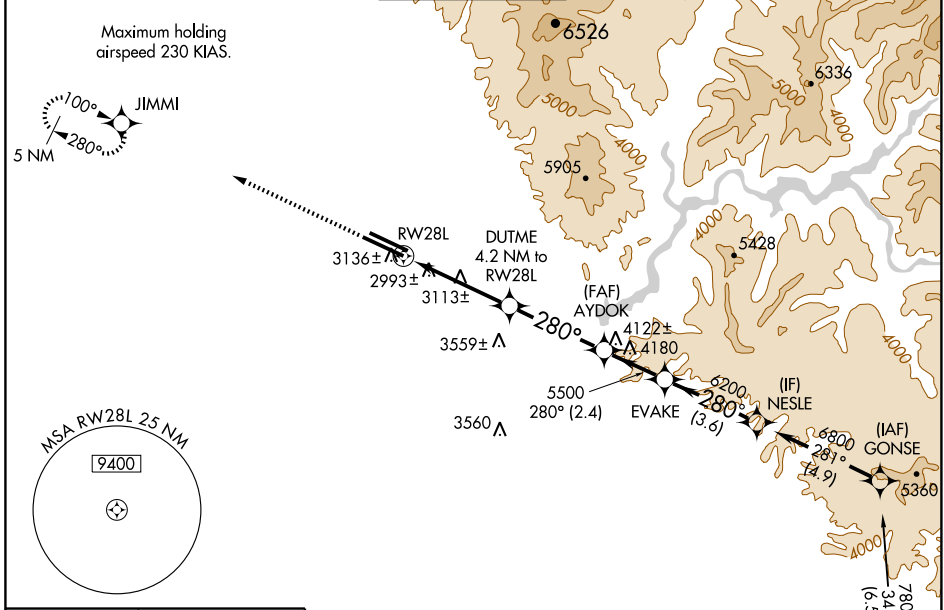 Maximum holding
airspeed 230 KIAS.
6526
6336
5000
5000
4000
4000
JIMMI
100°
280°
5 NM
5905
4000
5428
RW28L
DUTME
4.2 NM to
RW28L
3136±
2993±
3113±
(FAF)
AYDOK
280°
4122±
4180
3559±
4000
5500
280° (2.4)
EVAKE
6200
280°
(3.6)
(IF)
NESLE
3560
6800
281°
(4.9)
(IAF)
GONSE
5360
MSA RW28L 25 NM
9400
4000